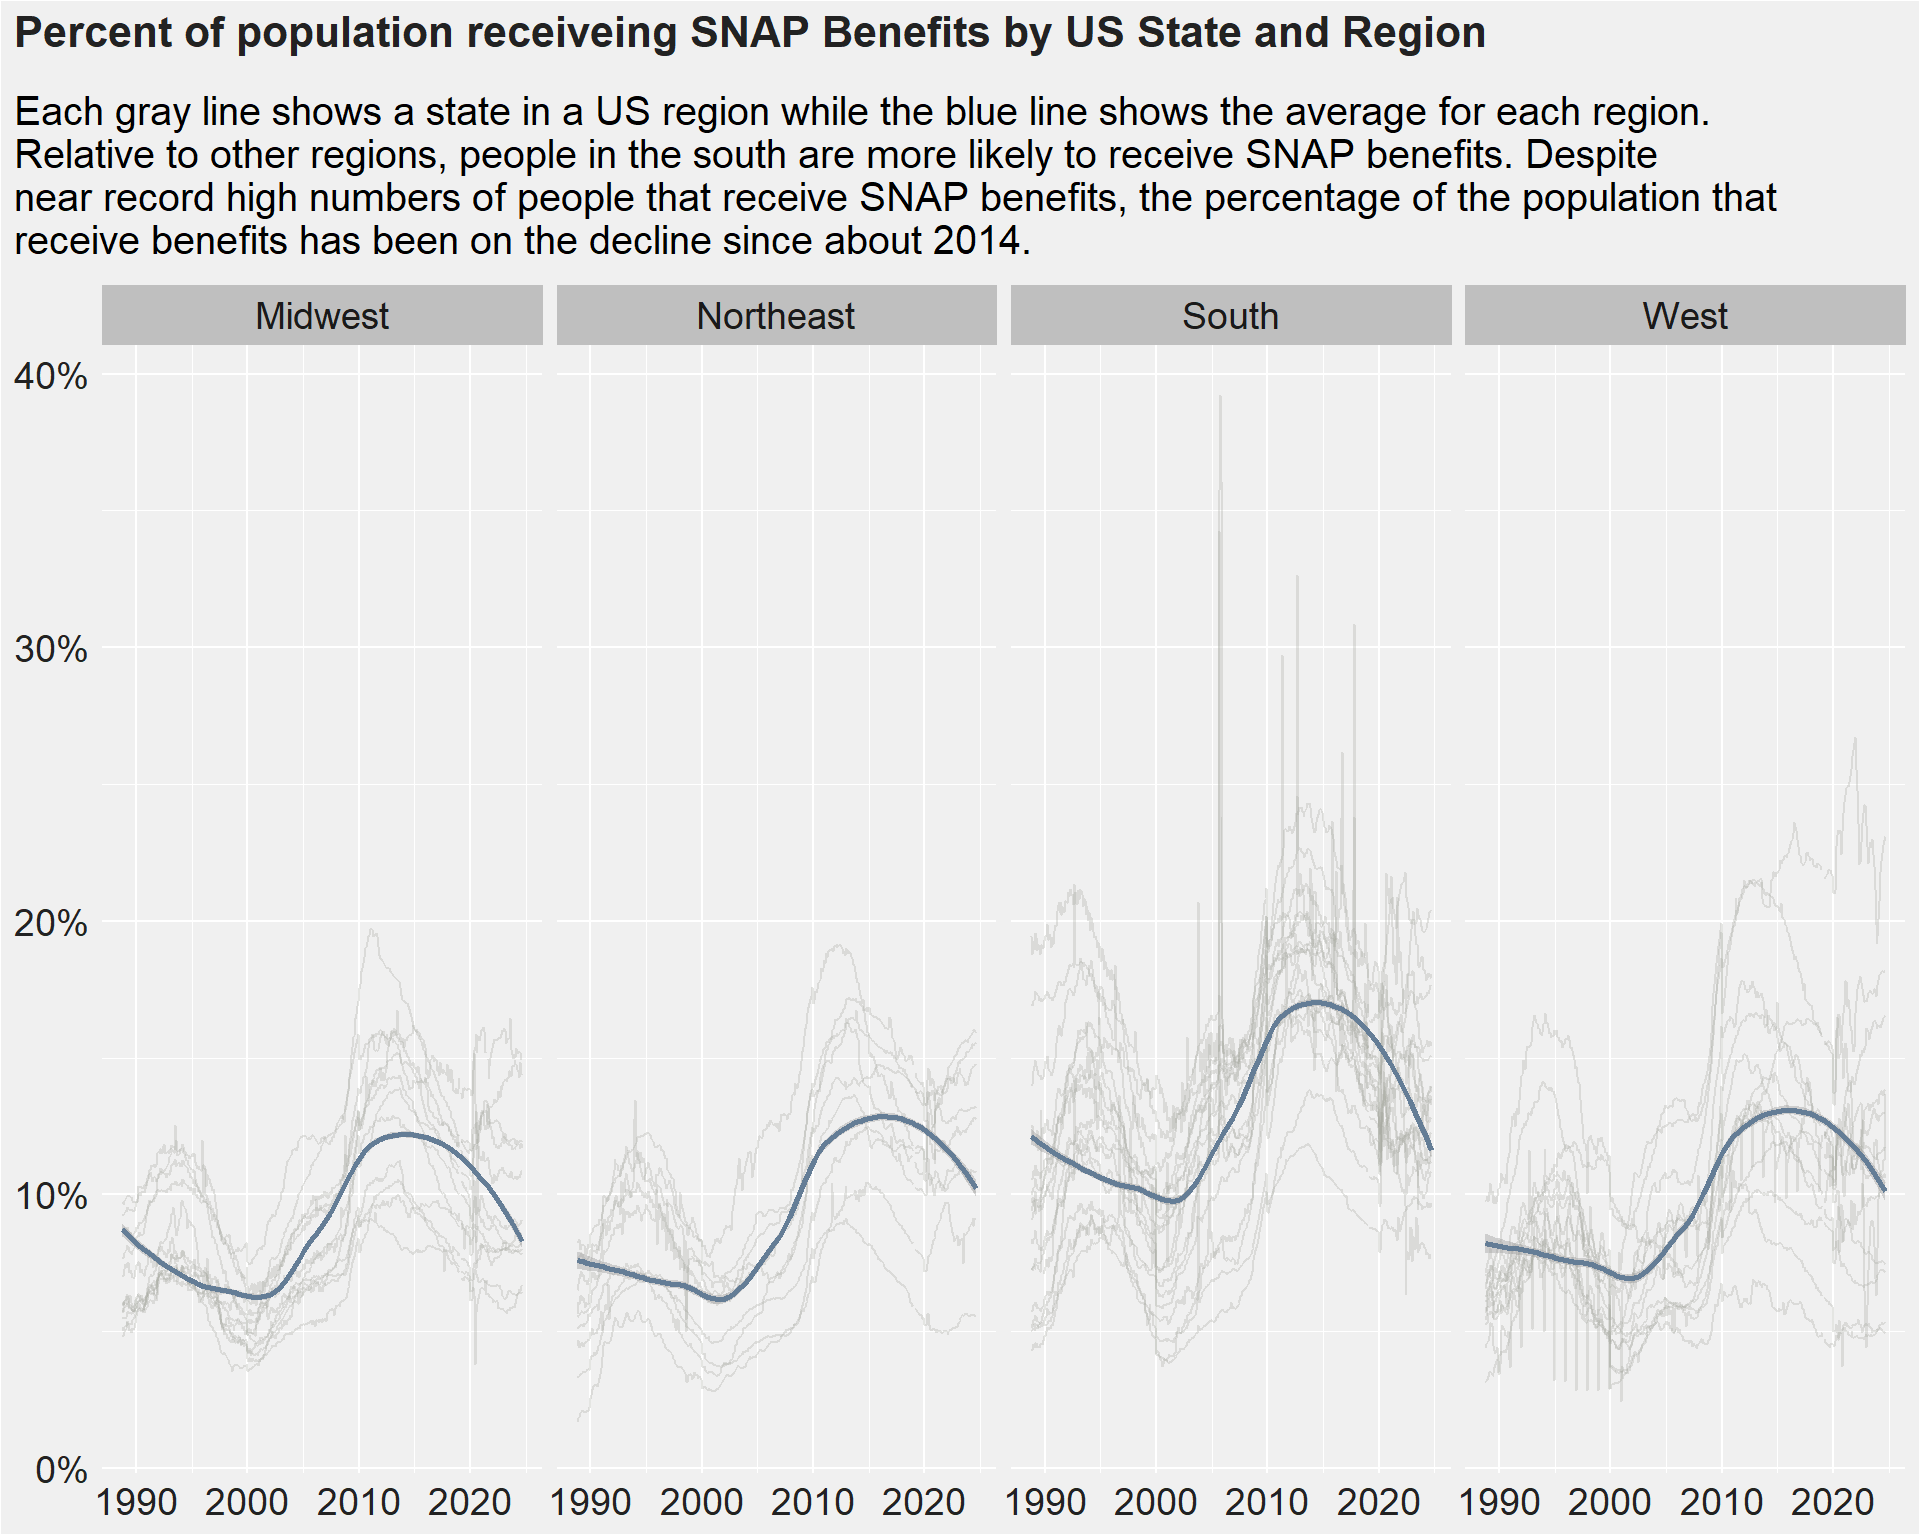 Percent of population receiveing SNAP Benefits by US State and Region
Each gray line shows a state in a US region while the blue line shows the average for each region.
Relative to other regions, people in the south are more likely to receive SNAP benefits. Despite
near record high numbers of people that receive SNAP benefits, the percentage of the population that
receive benefits has been on the decline since about 2014.
Midwest Northeast South West
40%
30%
20%
10%
0%
1990 2000 2010 2020 1990 2000 2010 2020 1990 2000 2010 2020 1990 2000 2010 2020